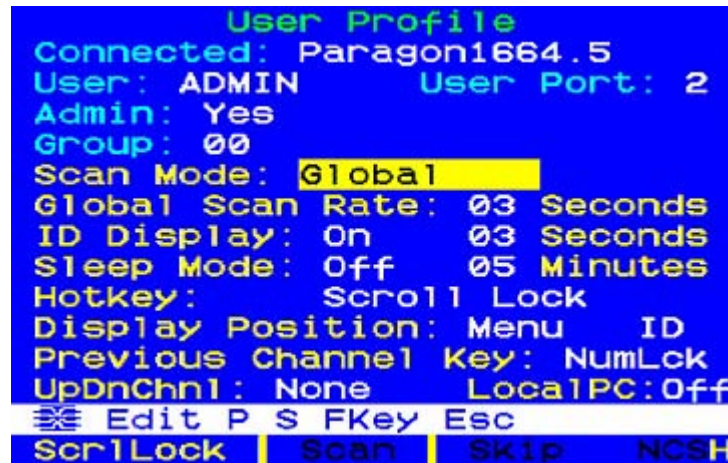 User Profile
Connected: Paragon1664.5
User: ADMIN User Port: 2
Admin: Yes
Group: 00
Scan Mode: Global
Global Scan Rate: 03 Seconds
ID Display: On 03 Seconds
Sleep Mode: Off 05 Minutes
Hotkey: Scroll Lock
Display Position: Menu ID
Previous Channel Key: NumLck
UpDnChnl: None LocalPC:Off
Edit P S FKey Esc
ScrlLock Scan Skip NCSH